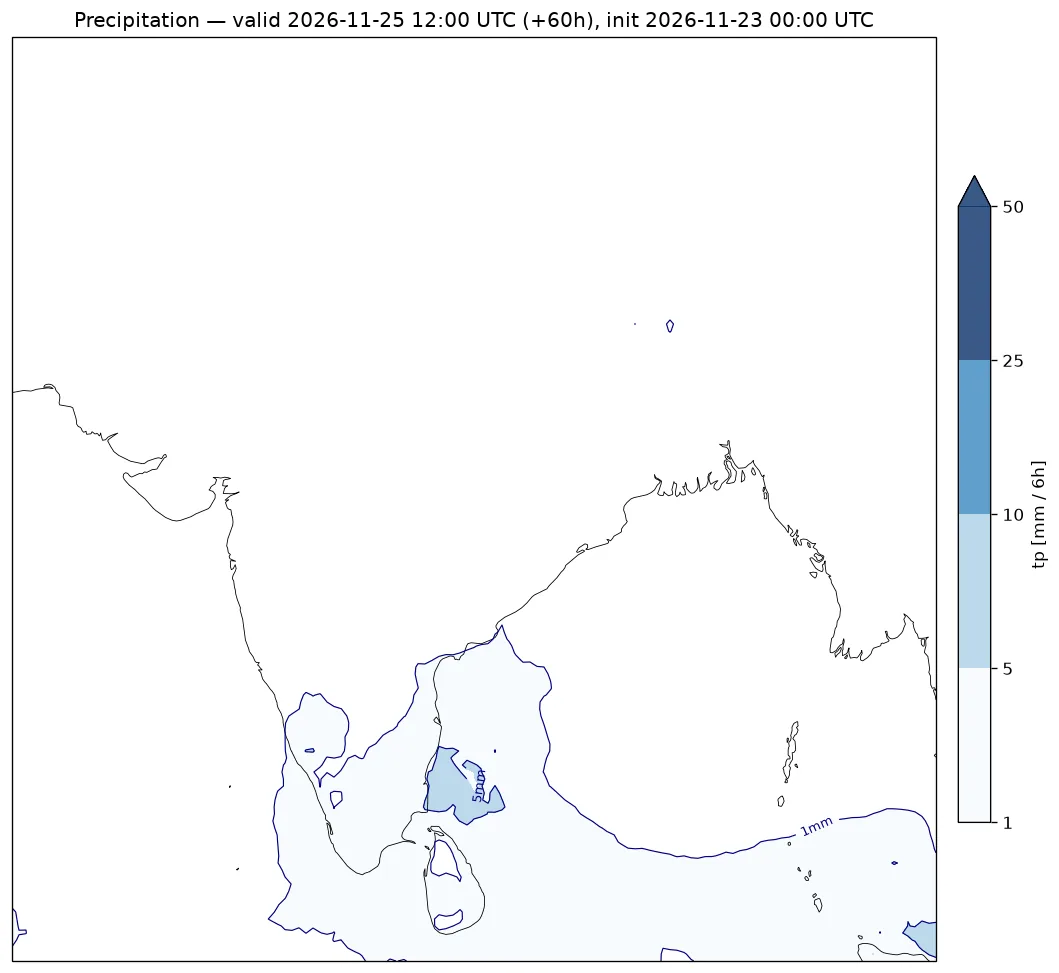 Precipitation — valid 2026-11-25 12:00 UTC (+60h), init 2026-11-23 00:00 UTC
50
25
10
5
1
tp [mm / 6h]
5mm
1mm